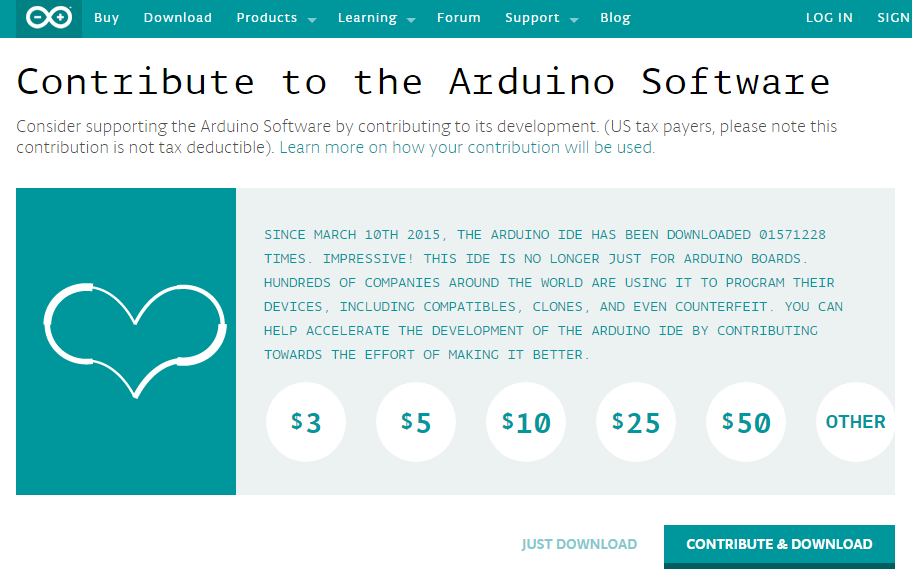 Buy Download Products Learning Forum Support Blog LOG IN SIGN
Contribute to the Arduino Software
Consider supporting the Arduino Software by contributing to its development. (US tax payers, please note this
contribution is not tax deductible). Learn more on how your contribution will be used.
SINCE MARCH 10TH 2015, THE ARDUINO IDE HAS BEEN DOWNLOADED 01571228
TIMES. IMPRESSIVE! THIS IDE IS NO LONGER JUST FOR ARDUINO BOARDS.
HUNDREDS OF COMPANIES AROUND THE WORLD ARE USING IT TO PROGRAM THEIR
DEVICES, INCLUDING COMPATIBLES, CLONES, AND EVEN COUNTERFEIT. YOU CAN
HELP ACCELERATE THE DEVELOPMENT OF THE ARDUINO IDE BY CONTRIBUTING
TOWARDS THE EFFORT OF MAKING IT BETTER.
$3 $5 $10 $25 $50 OTHER
JUST DOWNLOAD CONTRIBUTE & DOWNLOAD